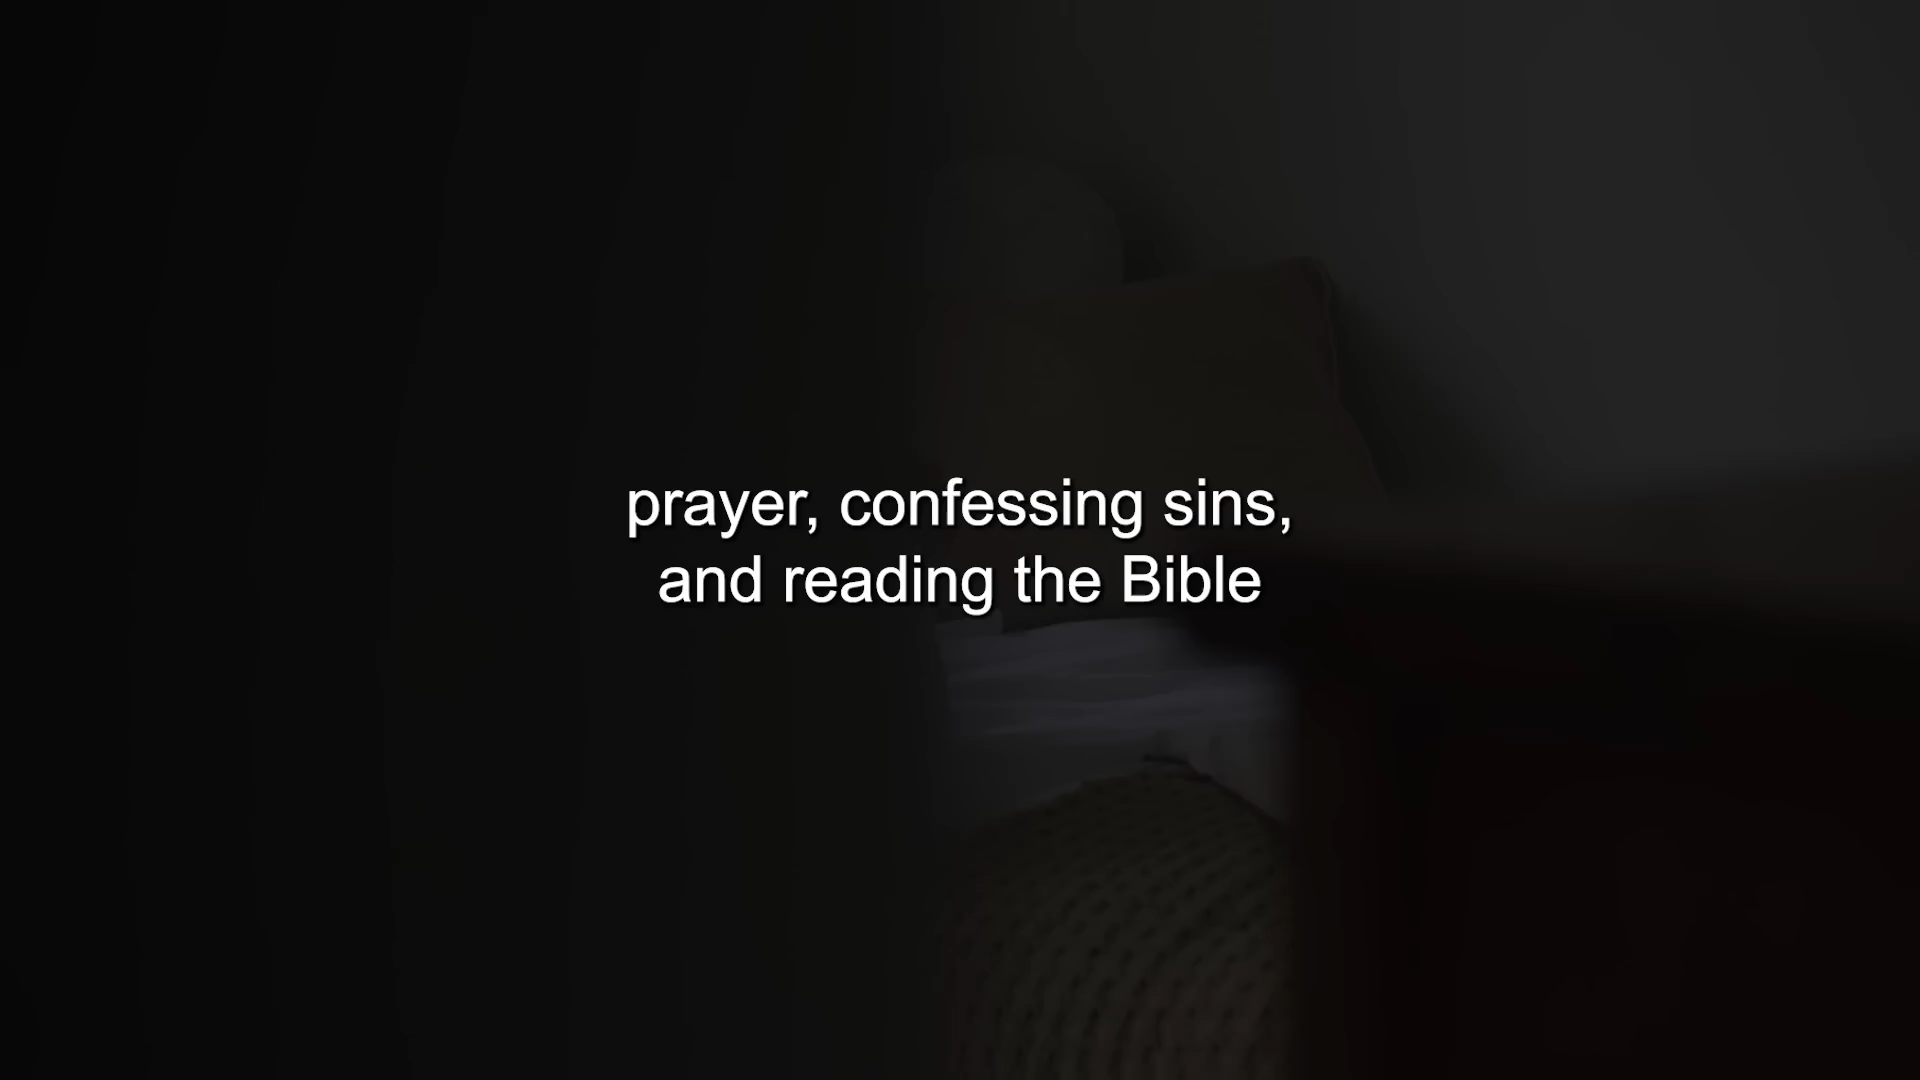 prayer, confessing sins,
and reading the Bible